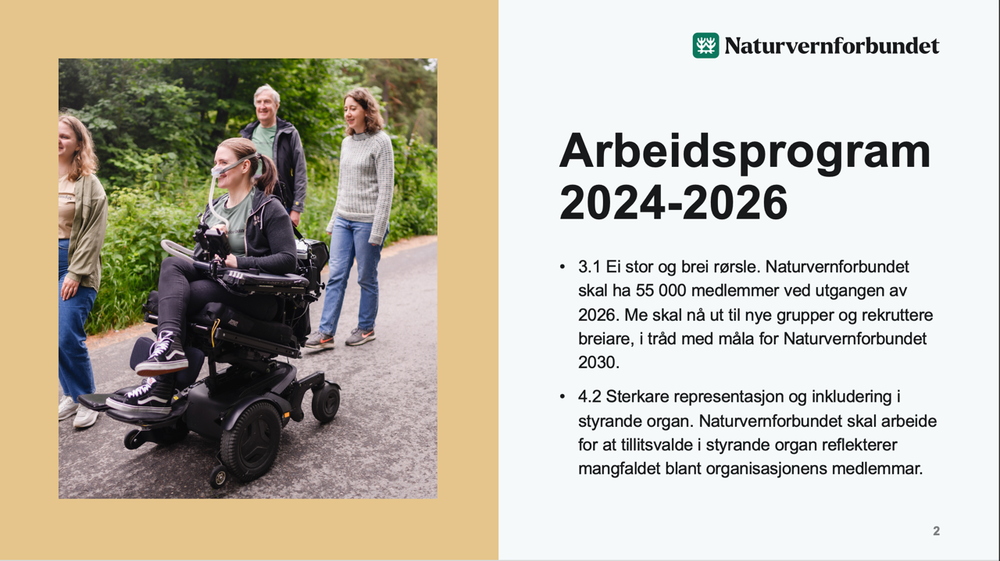 Naturvernforbundet
Arbeidsprogram
2024-2026
• 3.1 Ei stor og brei rørsle. Naturvernforbundet
skal ha 55 000 medlemmer ved utgangen av
2026. Me skal nå ut til nye grupper og rekruttere
breiare, i tråd med måla for Naturvernforbundet
2030.
• 4.2 Sterkare representasjon og inkludering i
styrande organ. Naturvernforbundet skal arbeide
for at tillitsvalde i styrande organ reflekterer
mangfaldet blant organisasjonens medlemmar.
2